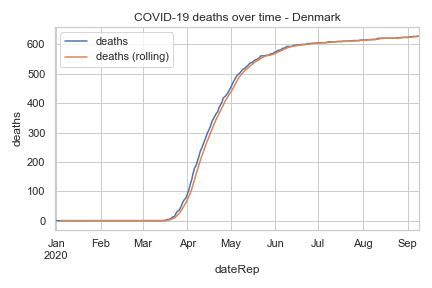 COVID-19 deaths over time - Denmark
deaths
deaths (rolling)
600
500
400
300
200
100
0
deaths
Jan Feb Mar Apr May Jun Jul Aug Sep
2020
dateRep